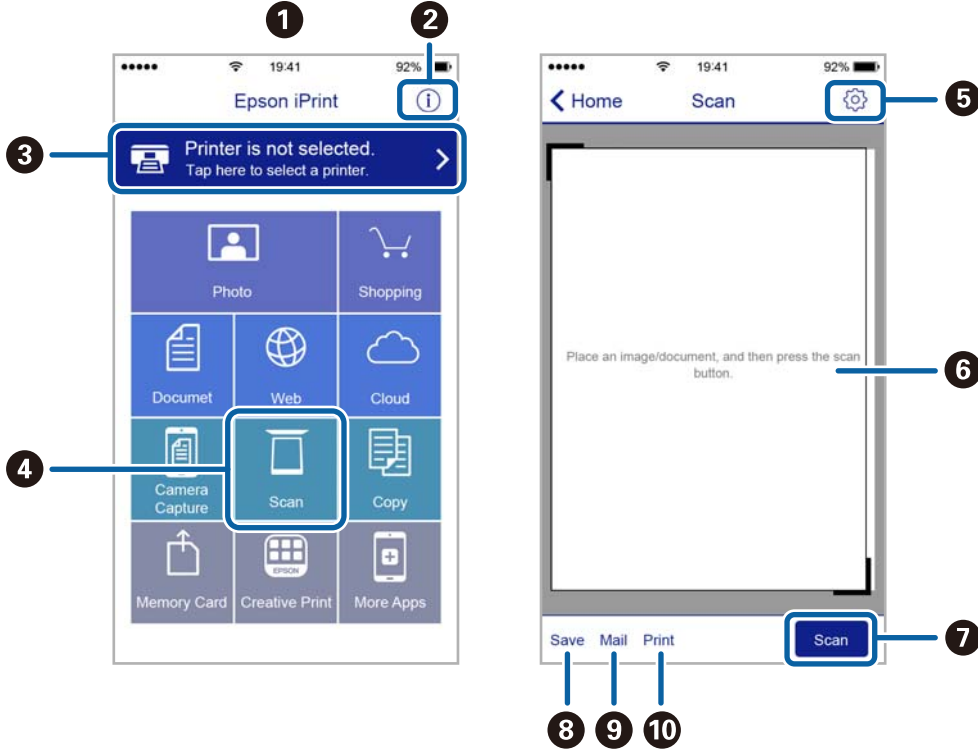 1
2
19:41
92%
Epson iPrint
3
Printer is not selected.
Tap here to select a printer.
Photo
Shopping
Documet
Web
Cloud
4
Camera
Capture
Scan
Copy
EPSON
Memory Card
Creative Print
More Apps
19:41
92%
Home
Scan
5
Place an image/document, and then press the scan
button.
6
Save
Mail
Print
Scan
7
8
9
10